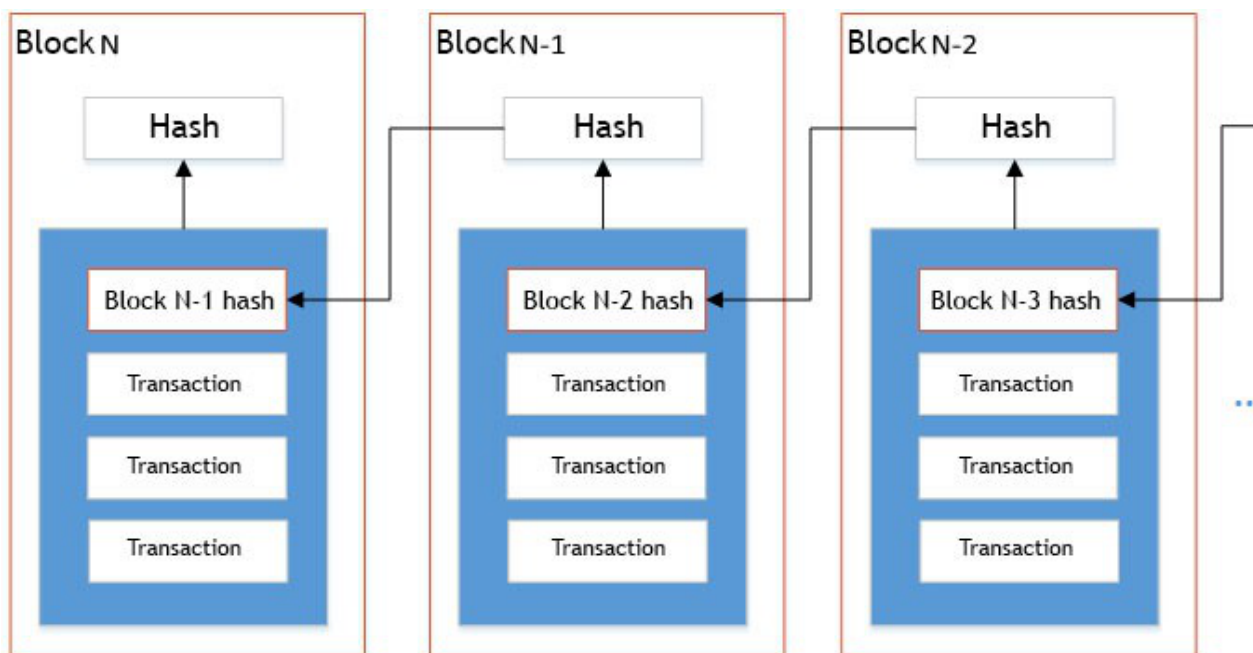 Block N
Hash
Block N-1 hash
Transaction
Transaction
Transaction
Block N-1
Hash
Block N-2 hash
Transaction
Transaction
Transaction
Block N-2
Hash
Block N-3 hash
Transaction
Transaction
Transaction
..